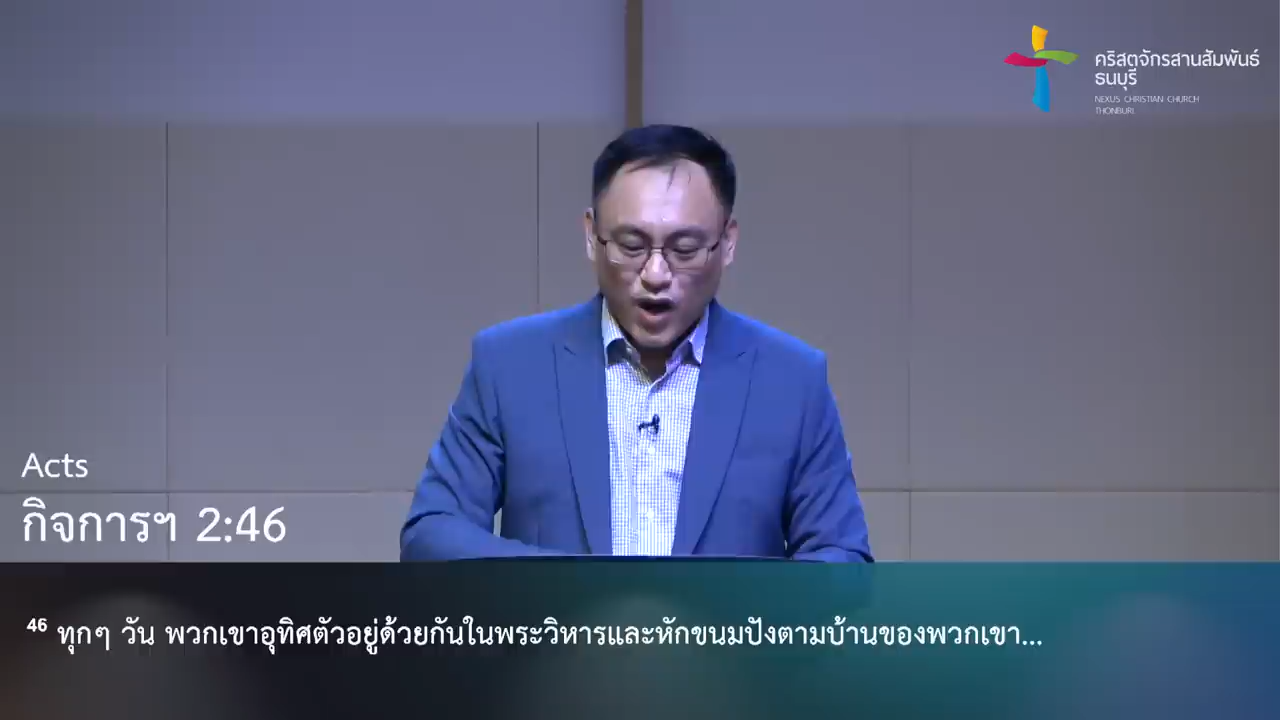 คริสตจักรสานสัมพันธ์
ธนบุรี
NEXUS CHRISTIAN CHURCH
THONBURI
Acts
กิจการฯ 2:46
46 ทุกๆ วัน พวกเขาอุทิศตัวอยู่ด้วยกันในพระวิหารและหักขนมปังตามบ้านของพวกเขา...